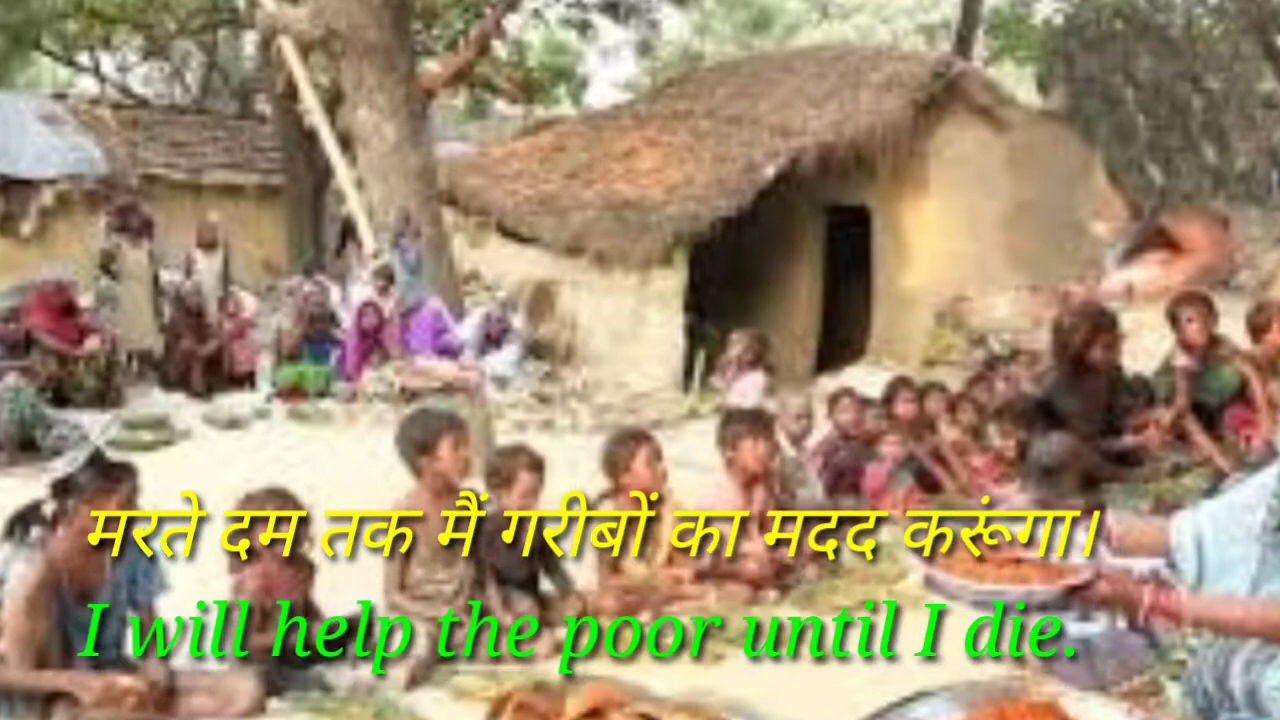 मरते दम तक मैं गरीबों का मदद करूंगा।
I will help the poor until I die.